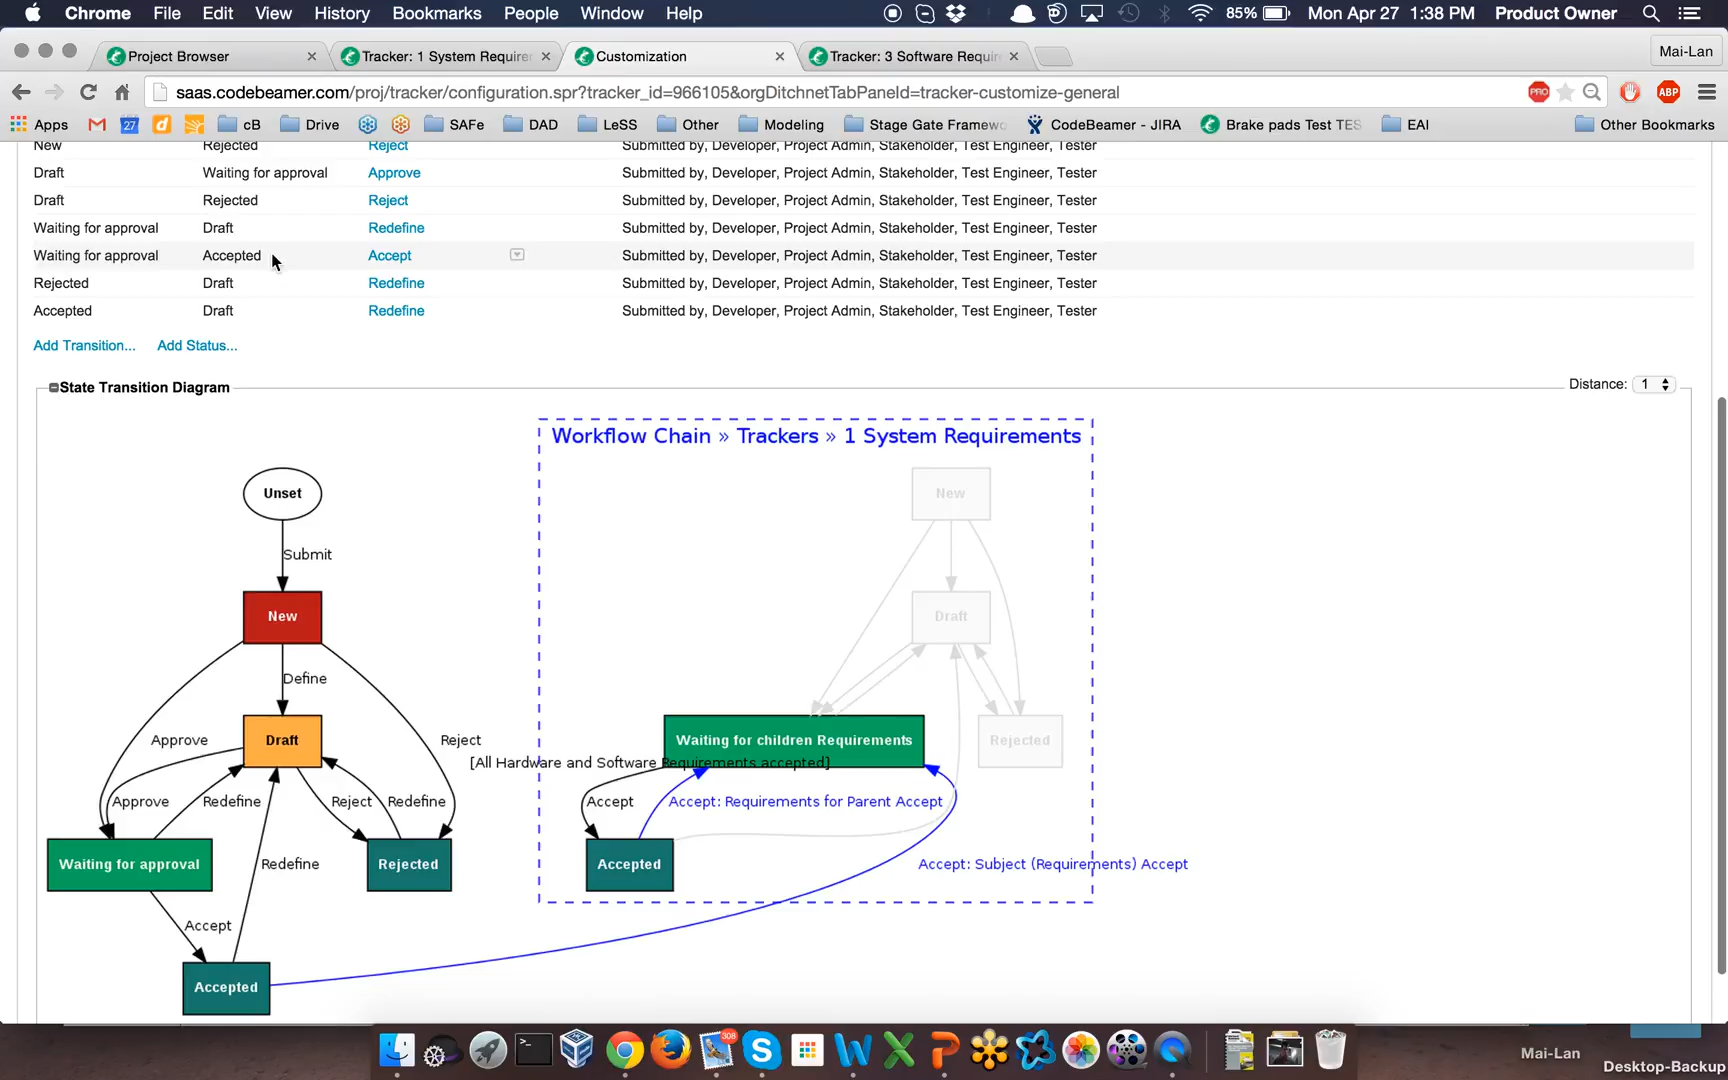 Chrome File Edit View History Bookmarks People Window Help 85% Mon Apr 27 1:38 PM Product Owner
Project Browser Tracker: 1 System Require Customization Tracker: 3 Software Requir Mai-Lan
saas.codebeamer.com/proj/tracker/configuration.spr?tracker_id=966105&orgDitchnetTabPaneId=tracker-customize-general PRO ABP
Apps 27 cB Drive SAFe DAD LeSS Other Modeling Stage Gate Framewo CodeBeamer - JIRA Brake pads Test TES EAI Other Bookmarks
New Rejected Reject Submitted by, Developer, Project Admin, Stakeholder, Test Engineer, Tester
Draft Waiting for approval Approve Submitted by, Developer, Project Admin, Stakeholder, Test Engineer, Tester
Draft Rejected Reject Submitted by, Developer, Project Admin, Stakeholder, Test Engineer, Tester
Waiting for approval Draft Redefine Submitted by, Developer, Project Admin, Stakeholder, Test Engineer, Tester
Waiting for approval Accepted Accept Submitted by, Developer, Project Admin, Stakeholder, Test Engineer, Tester
Rejected Draft Redefine Submitted by, Developer, Project Admin, Stakeholder, Test Engineer, Tester
Accepted Draft Redefine Submitted by, Developer, Project Admin, Stakeholder, Test Engineer, Tester
Add Transition... Add Status...
State Transition Diagram Distance: 1
Workflow Chain » Trackers » 1 System Requirements
Unset New
Submit
New Draft
Define
Draft Waiting for children Requirements Rejected
Approve Reject
[All Hardware and Software Requirements accepted]
Approve Redefine Reject Redefine Accept Accept: Requirements for Parent Accept
Waiting for approval Redefine Rejected Accepted Accept: Subject (Requirements) Accept
Accept
Accepted
308
Mai-Lan
Desktop-Backup